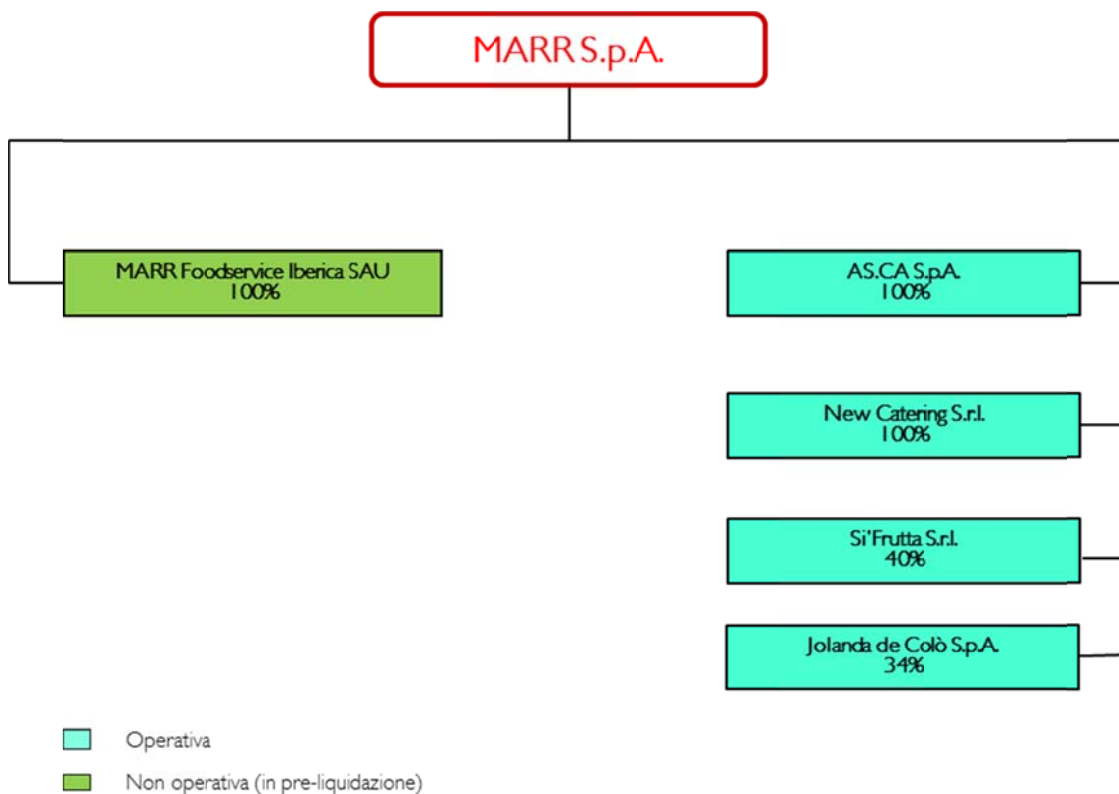 MARR S.p.A.
MARR Foodservice Iberica SAU
100%
AS.CA S.p.A.
100%
New Catering S.r.l.
100%
Si'Frutta S.r.l.
40%
Jolanda de Colò S.p.A.
34%
Operativa
Non operativa (in pre-liquidazione)